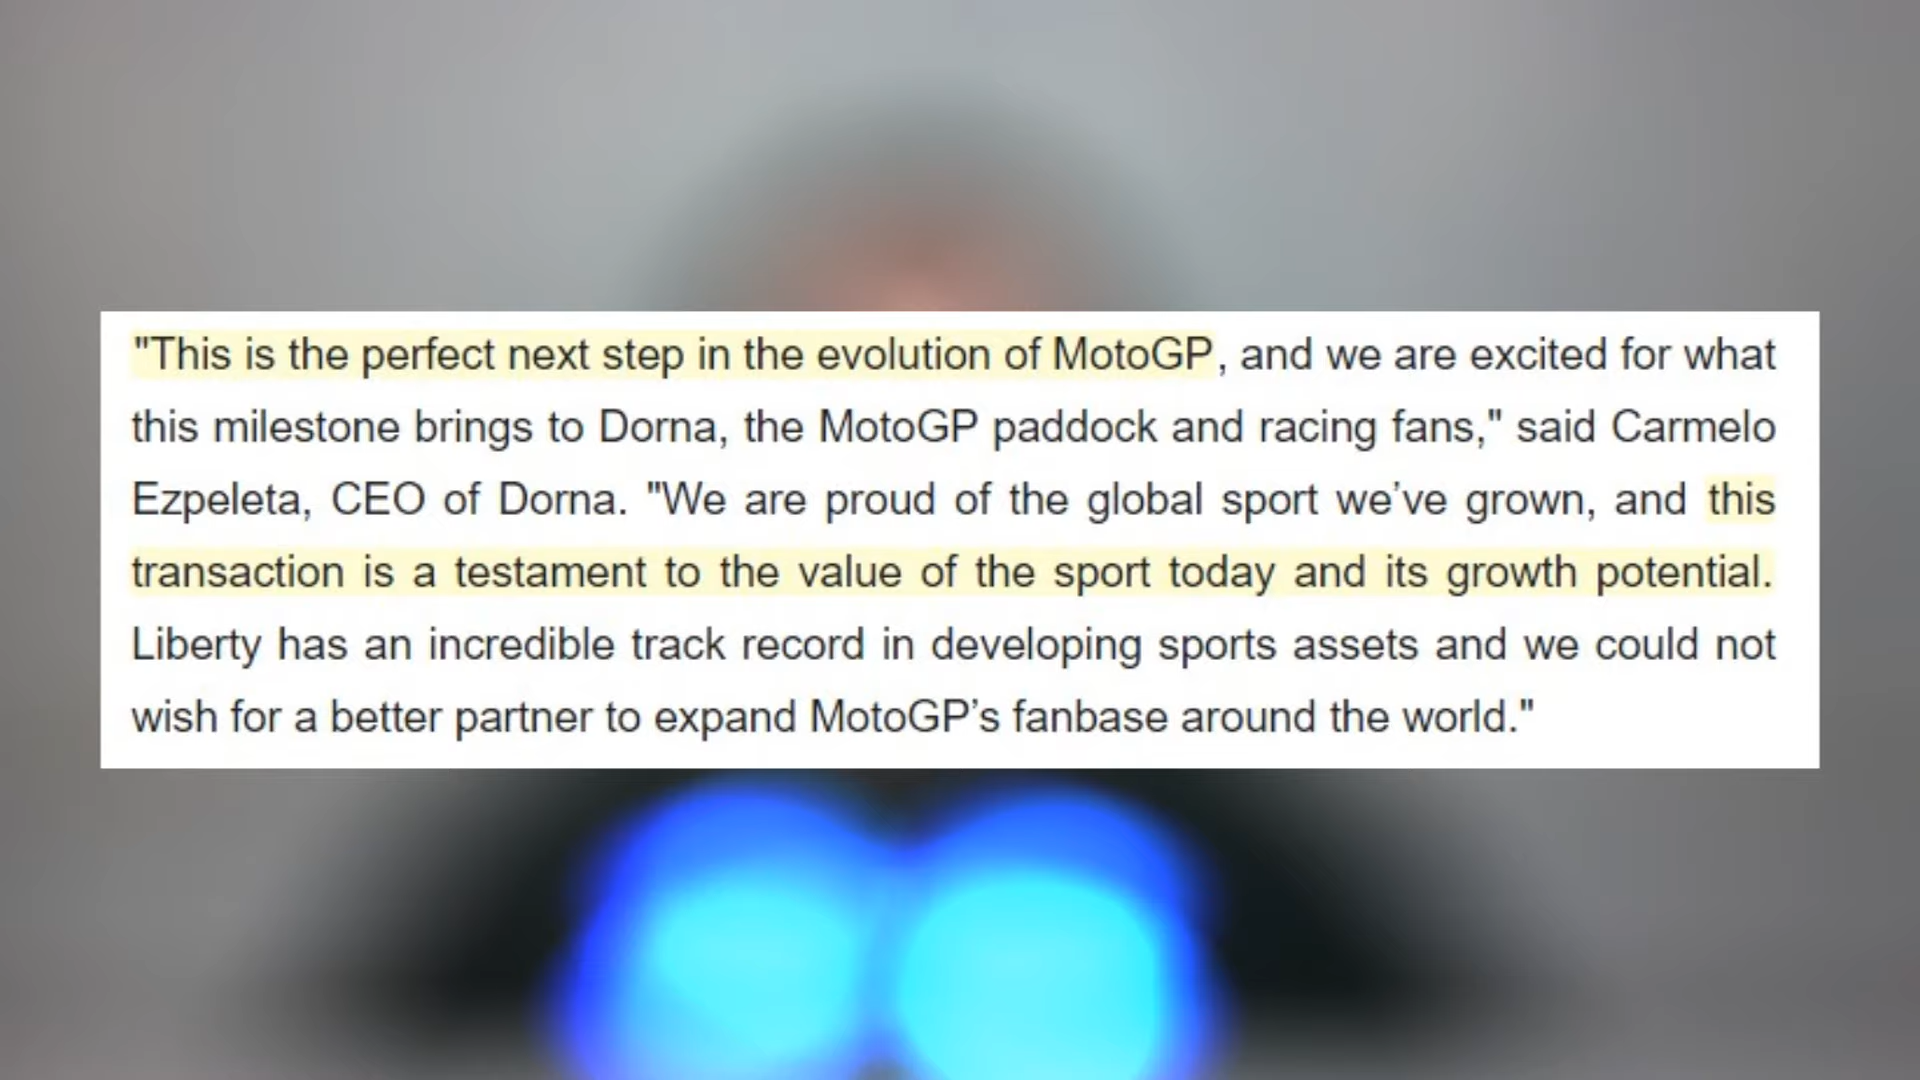 "This is the perfect next step in the evolution of MotoGP, and we are excited for what
this milestone brings to Dorna, the MotoGP paddock and racing fans," said Carmelo
Ezpeleta, CEO of Dorna. "We are proud of the global sport we’ve grown, and this
transaction is a testament to the value of the sport today and its growth potential.
Liberty has an incredible track record in developing sports assets and we could not
wish for a better partner to expand MotoGP’s fanbase around the world."